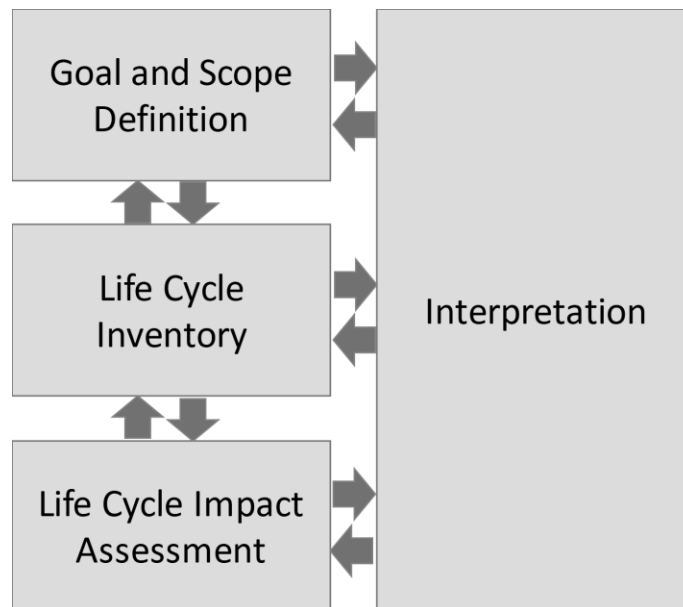 Goal and Scope
Definition
Life Cycle
Inventory
Interpretation
Life Cycle Impact
Assessment